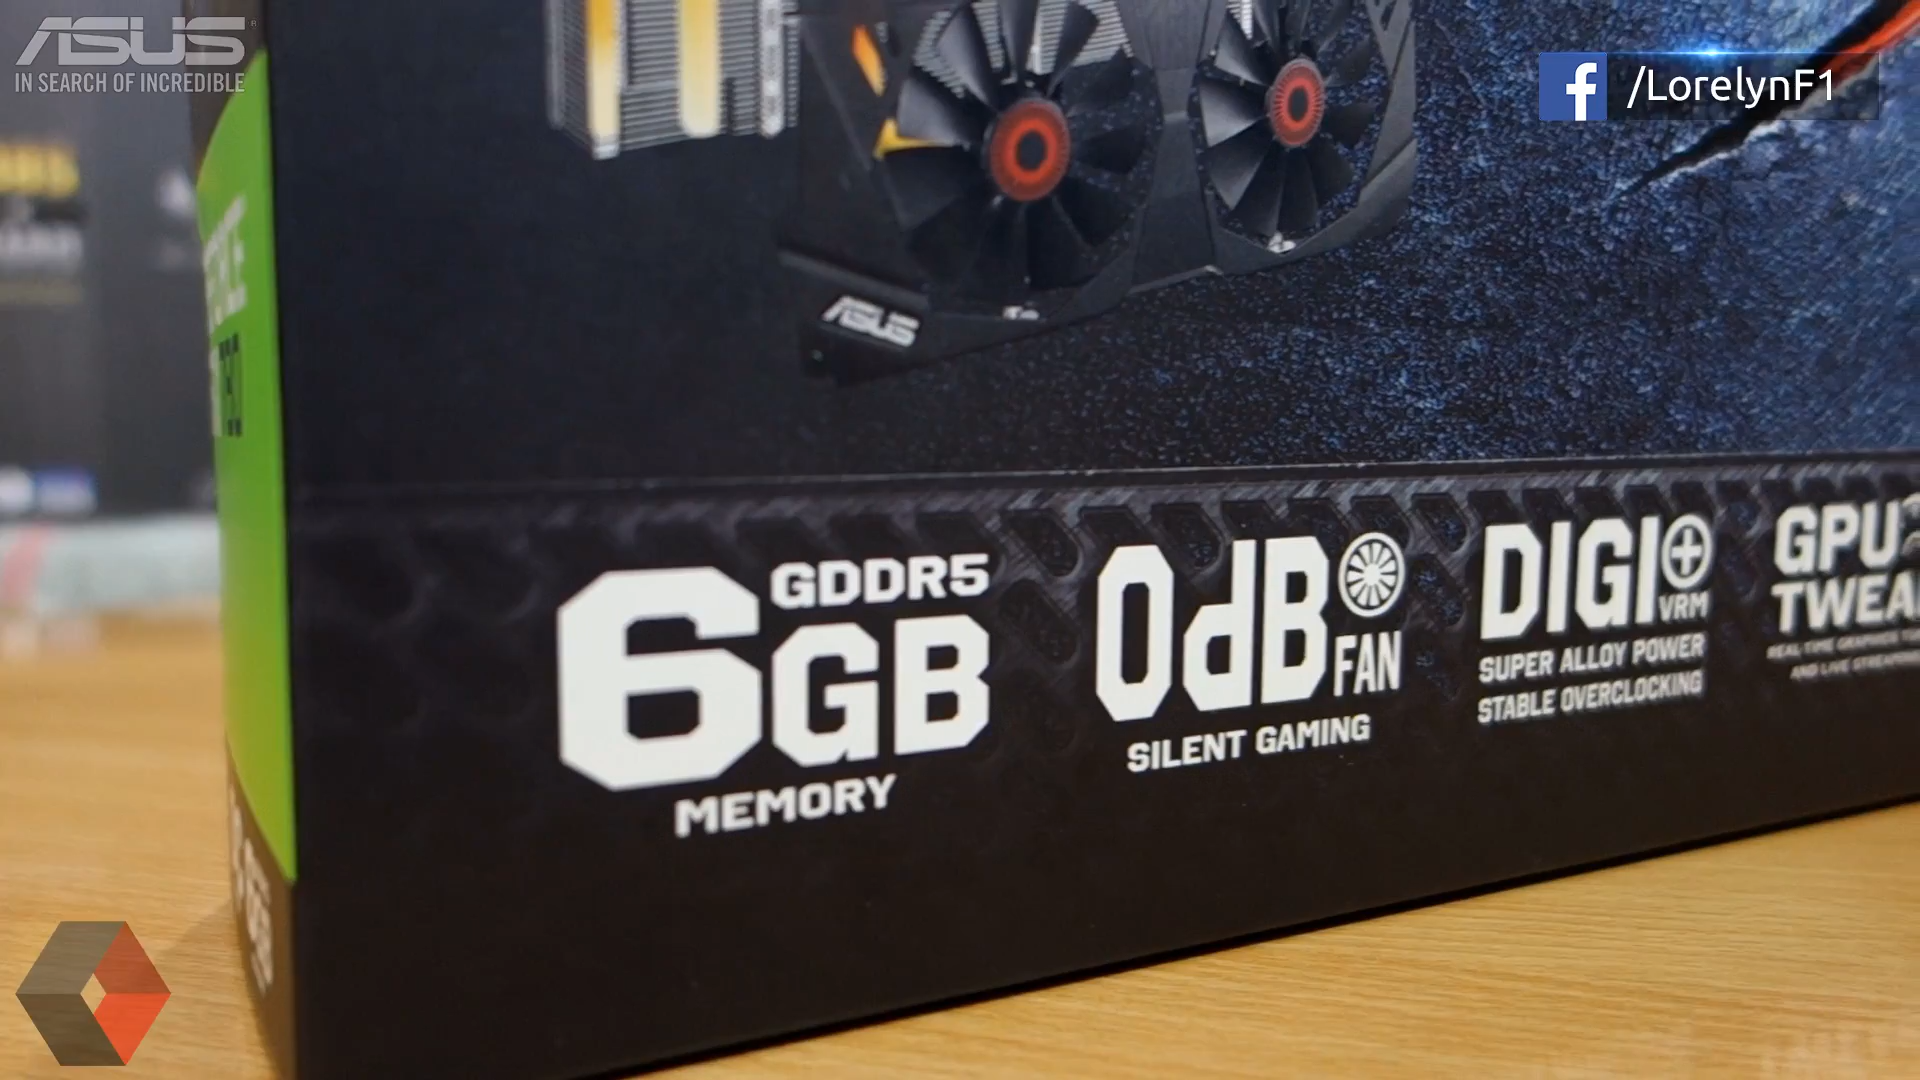 ASUS
IN SEARCH OF INCREDIBLE
/LorelynF1
ASUS
780
6GB
GDDR5
MEMORY
0dB
FAN
SILENT GAMING
DIGI+
VRM
SUPER ALLOY POWER
STABLE OVERCLOCKING
GPU